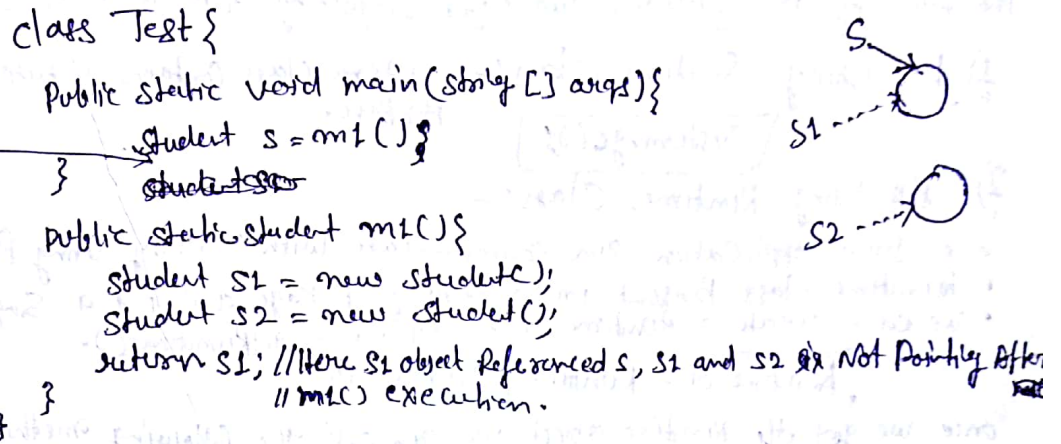 class Test {
Public static void main(string [] args){
student s = m1();
}
public static student m1(){
student s1 = new student();
student s2 = new student();
return s1; //Here s1 object Referenced s, s1 and s2 is Not Pointing After
} // m1() execution.
}
S
S1
S2